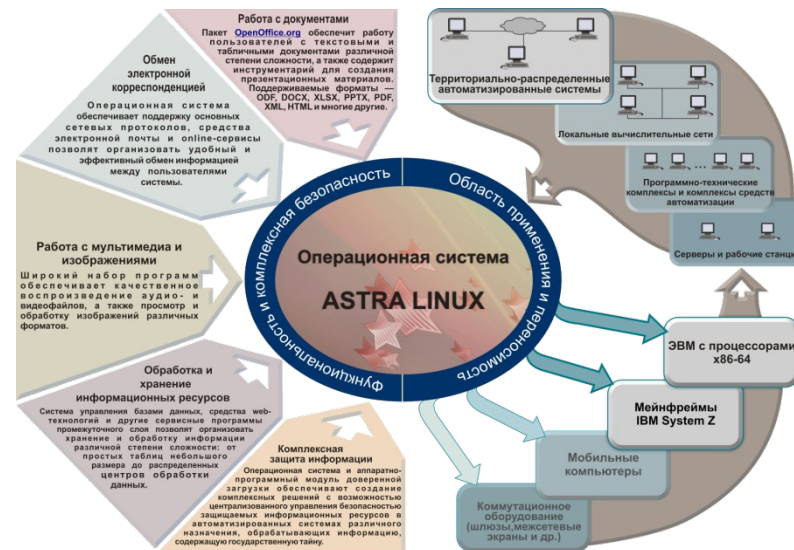 Работа с документами
Пакет OpenOffice.org обеспечит работу
пользователей с текстовыми и
табличными документами различной
степени сложности, а также содержит
инструментарий для создания
презентационных материалов.
Поддерживаемые форматы —
ODF, DOCX, XLSX, PPTX, PDF,
XML, HTML и многие другие.
Обмен
электронной
корреспонденцией
Операционная система
обеспечивает поддержку основных
сетевых протоколов, средства
электронной почты и online-сервисы
позволят организовать удобный и
эффективный обмен информацией
между пользователями
системы.
Работа с мультимедиа и
изображениями
Широкий набор программ
обеспечивает качественное
воспроизведение аудио- и
видеофайлов, а также просмотр и
обработку изображений различных
форматов.
Обработка и
хранение
информационных ресурсов
Система управления базами данных, средства web-
технологий и другие сервисные программы
промежуточного слоя позволят организовать
хранение и обработку информации
различной степени сложности: от
простых таблиц небольшого
размера до распределенных
центров обработки
данных.
Комплексная
защита информации
Операционная система и аппаратно-
программный модуль доверенной
загрузки обеспечивают создание
комплексных решений с возможностью
централизованного управления безопасностью
защищаемых информационных ресурсов в
автоматизированных системах различного
назначения, обрабатывающих информацию,
содержащую государственную тайну.
Функциональность и комплексная безопасность
Область применения и переносимость
Операционная система
ASTRA LINUX
Территориально-распределенные
автоматизированные системы
Локальные вычислительные сети
Программно-технические
комплексы и комплексы средств
автоматизации
Серверы и рабочие станци
ЭВМ с процессорами
x86-64
Мейнфреймы
IBM System Z
Мобильные
компьютеры
Коммутационное
оборудование
(шлюзы,межсетевые
экраны и др.)